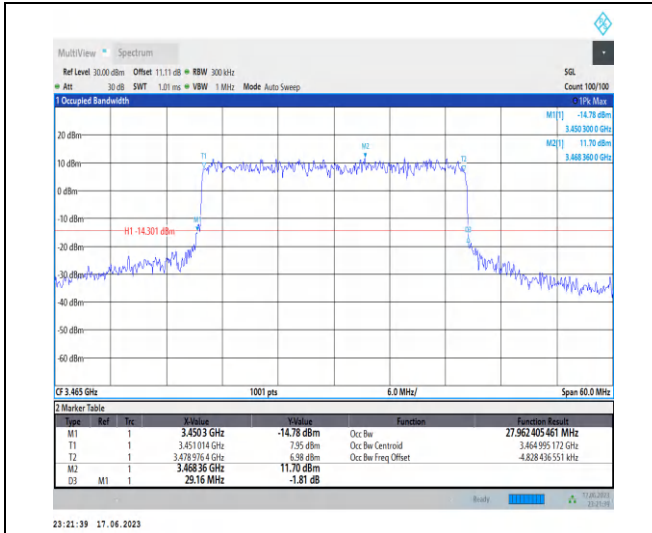 MultiView Spectrum
Ref Level 30.00 dBm Offset 11.11 dB RBW 300 kHz SGL
Att 30 dB SWT 1.01 ms VBW 1 MHz Mode Auto Sweep Count 100/100
1 Occupied Bandwidth 1Pk Max
M1[1] -14.78 dBm
3.450 300 0 GHz
M2[1] 11.70 dBm
3.468 360 0 GHz
20 dBm
M2
T1 T2
10 dBm
0 dBm
-10 dBm
M1
H1 -14.301 dBm
D3
-20 dBm
-30 dBm
-40 dBm
-50 dBm
-60 dBm
CF 3.465 GHz 1001 pts 6.0 MHz/ Span 60.0 MHz
2 Marker Table
Type Ref Trc X-Value Y-Value Function Function Result
M1 1 3.4503 GHz -14.78 dBm Occ Bw 27.962 405 461 MHz
T1 1 3.451 014 GHz 7.95 dBm Occ Bw Centroid 3.464 995 172 GHz
T2 1 3.478 976 4 GHz 6.98 dBm Occ Bw Freq Offset -4.828 436 551 kHz
M2 1 3.468 36 GHz 11.70 dBm
D3 M1 1 29.16 MHz -1.81 dB
Ready 17.06.2023
23:21:39
23:21:39 17.06.2023